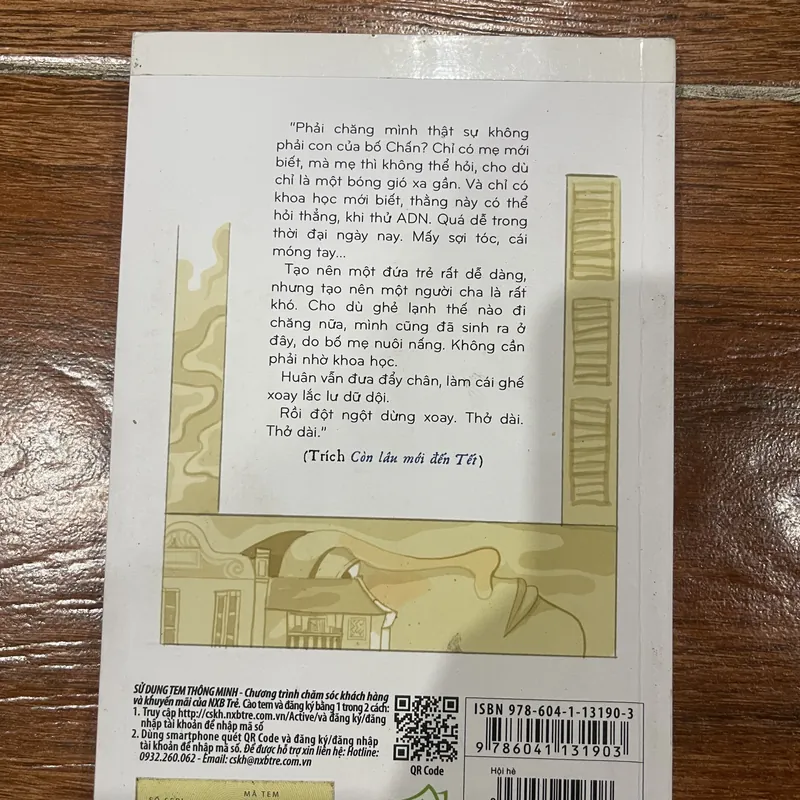 "Phải chăng mình thật sự không
phải con của bố Chấn? Chỉ có mẹ mới
biết, mà mẹ thì không thể hỏi, cho dù
chỉ là một bóng gió xa gần. Và chỉ có
khoa học mới biết, thằng này có thể
hỏi thẳng, khi thử ADN. Quá dễ trong
thời đại ngày nay. Mấy sợi tóc, cái
móng tay...
Tạo nên một đứa trẻ rất dễ dàng,
nhưng tạo nên một người cha là rất
khó. Cho dù ghẻ lạnh thế nào đi
chăng nữa, mình cũng đã sinh ra ở
đây, do bố mẹ nuôi nấng. Không cần
phải nhờ khoa học.
Huân vẫn đưa đẩy chân, làm cái ghế
xoay lắc lư dữ dội.
Rồi đột ngột dừng xoay. Thở dài.
Thở dài."
(Trích Còn lâu mới đến Tết)
SỬ DỤNG TEM THÔNG MINH - Chương trình chăm sóc khách hàng
và khuyến mãi của NXB Trẻ. Cào tem và đăng ký bằng 1 trong 2 cách:
1. Truy cập http://cskh.nxbtre.com.vn/Active/và đăng ký/đăng
nhập tài khoản để nhập mã số
2. Dùng smartphone quét QR Code và đăng ký/đăng nhập
tài khoản để nhập mã số. Để được hỗ trợ xin liên hệ: Hotline:
0932.260.062 - Email: cskh@nxbtre.com.vn
QR Code
ISBN 978-604-1-13190-3
9 786041 131903
Hội hè
MÃ TEM